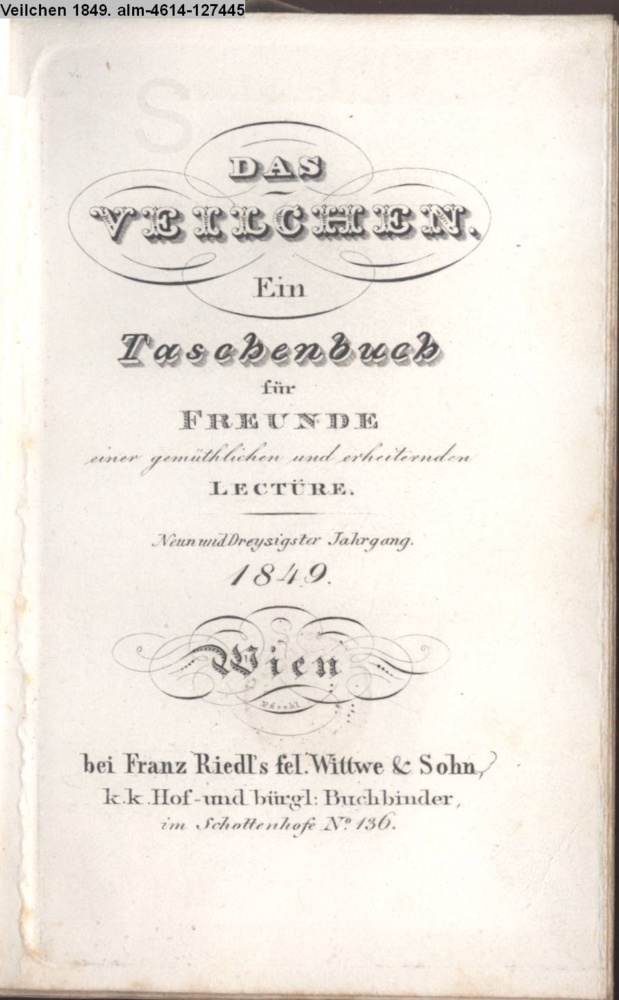 Veilchen 1849. alm-4614-127445
S
DAS
VEILCHEN.
Ein
Taschenbuch
für
FREUNDE
einer gemüthlichen und erheiternden
LECTÜRE.
Neun und Dreysigster Jahrgang.
1849.
Wien
bei Franz Riedl's fel. Wittwe & Sohn,
k.k. Hof- und bürgl: Buchbinder,
im Schottenhofe Nº 136.